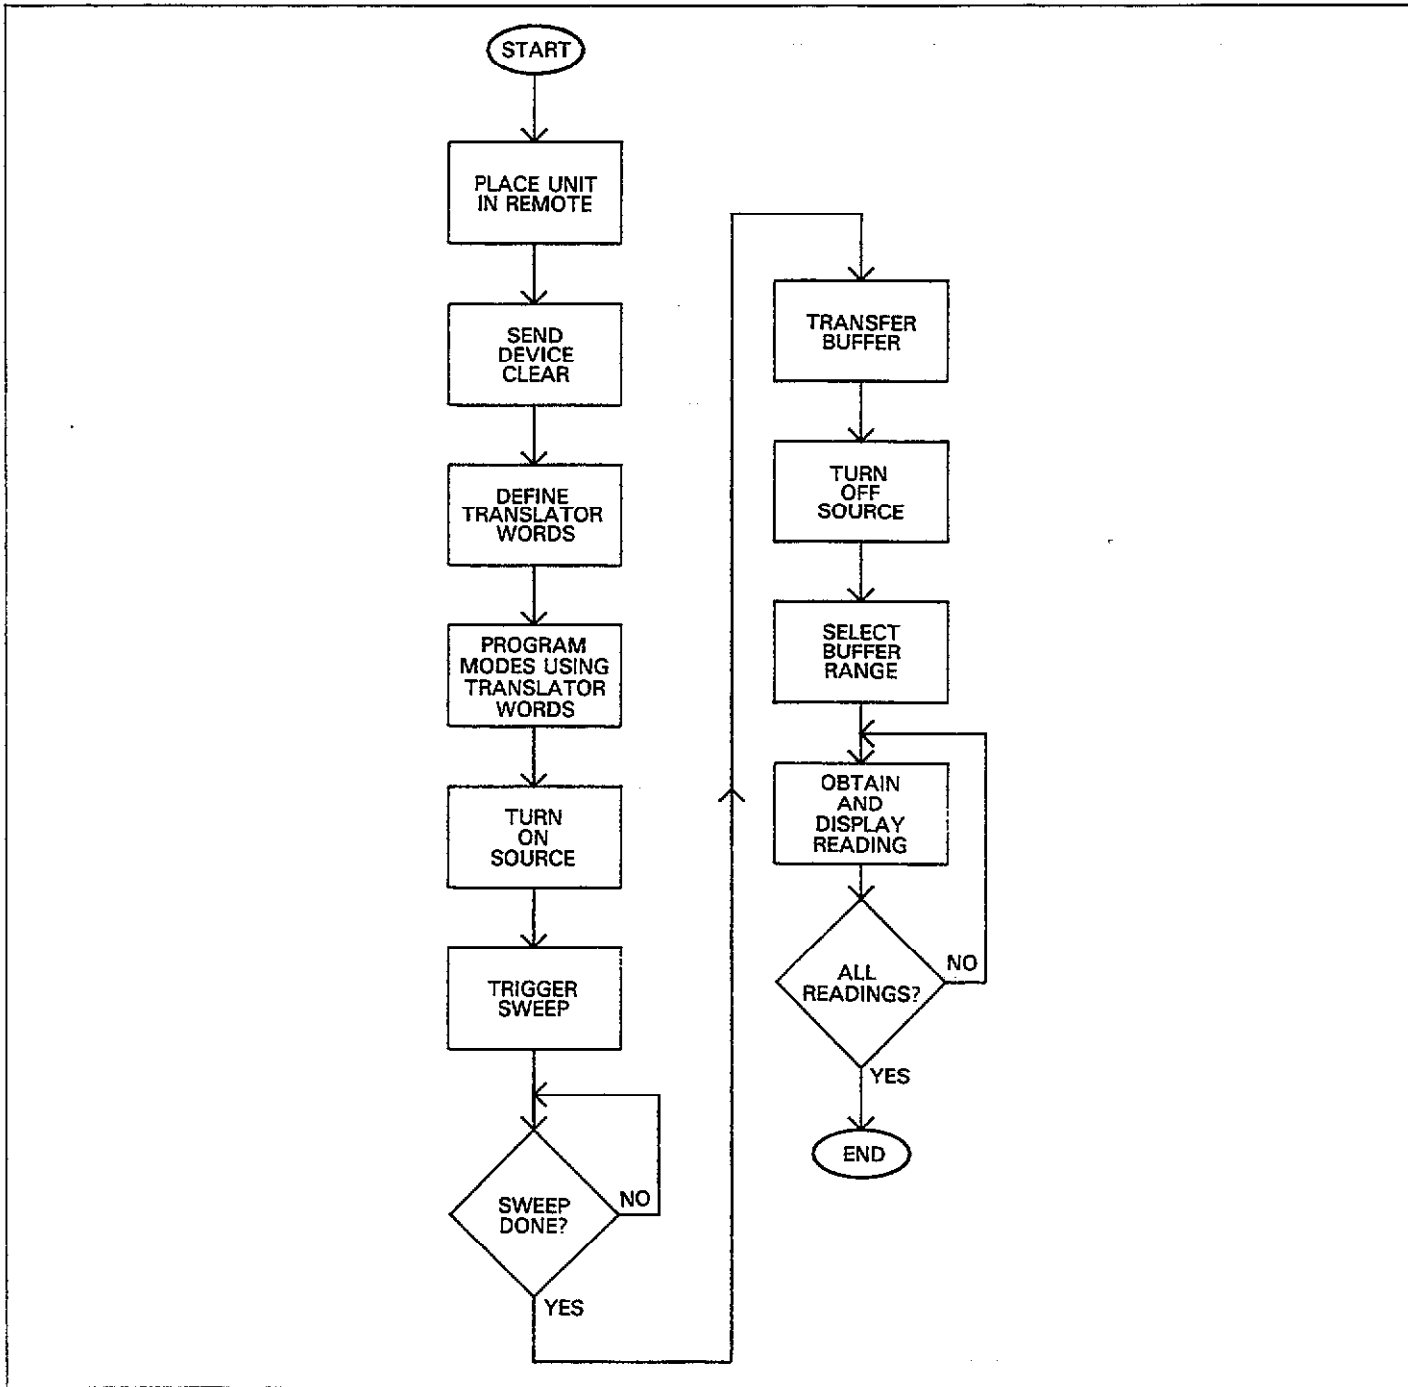 START
PLACE UNIT
IN REMOTE
SEND
DEVICE
CLEAR
DEFINE
TRANSLATOR
WORDS
PROGRAM
MODES USING
TRANSLATOR
WORDS
TURN
ON
SOURCE
TRIGGER
SWEEP
SWEEP
DONE?
NO
YES
TRANSFER
BUFFER
TURN
OFF
SOURCE
SELECT
BUFFER
RANGE
OBTAIN
AND
DISPLAY
READING
ALL
READINGS?
NO
YES
END